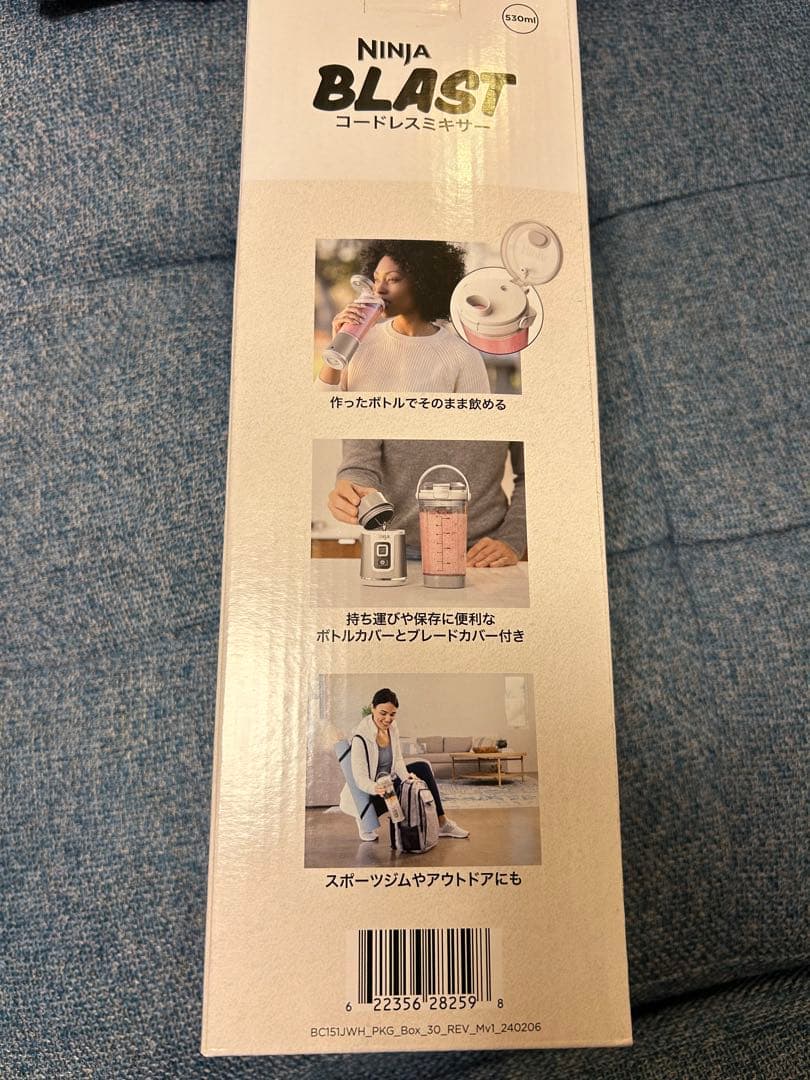 530ml
NINJA
BLAST
コードレスミキサー
作ったボトルでそのまま飲める
NINJA
持ち運びや保存に便利な
ボトルカバーとブレードカバー付き
スポーツジムやアウトドアにも
6 22356 28259 8
BC151JWH_PKG_Box_30_REV_Mv1_240206